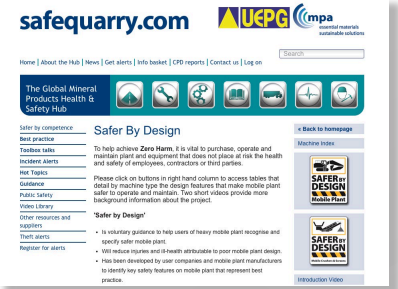 safequarry.com
UEPG
mpa
essential materials
sustainable solutions
Search
Home | About the Hub | News | Get alerts | Info basket | CPD reports | Contact us | Log on
The Global Mineral
Products Health &
Safety Hub
Safer by competence
Best practice
Toolbox talks
Incident Alerts
Hot Topics
Guidance
Public Safety
Video Library
Other resources and
suppliers
Theft alerts
Register for alerts
Safer By Design
To help achieve Zero Harm, it is vital to purchase, operate and
maintain plant and equipment that does not place at risk the health
and safety of employees, contractors or third parties.
Please click on buttons in right hand column to access tables that
detail by machine type the design features that make mobile plant
safer to operate and maintain. Two short videos provide more
background information about the project.
'Safer by Design'
• Is voluntary guidance to help users of heavy mobile plant recognise and
specify safer mobile plant.
• Will reduce injuries and ill-health attributable to poor mobile plant design.
• Has been developed by user companies and mobile plant manufacturers
to identify key safety features on mobile plant that represent best
practice.
« Back to homepage
Machine index
SAFER BY
DESIGN
Mobile Plant
SAFER BY
DESIGN
Introduction Video